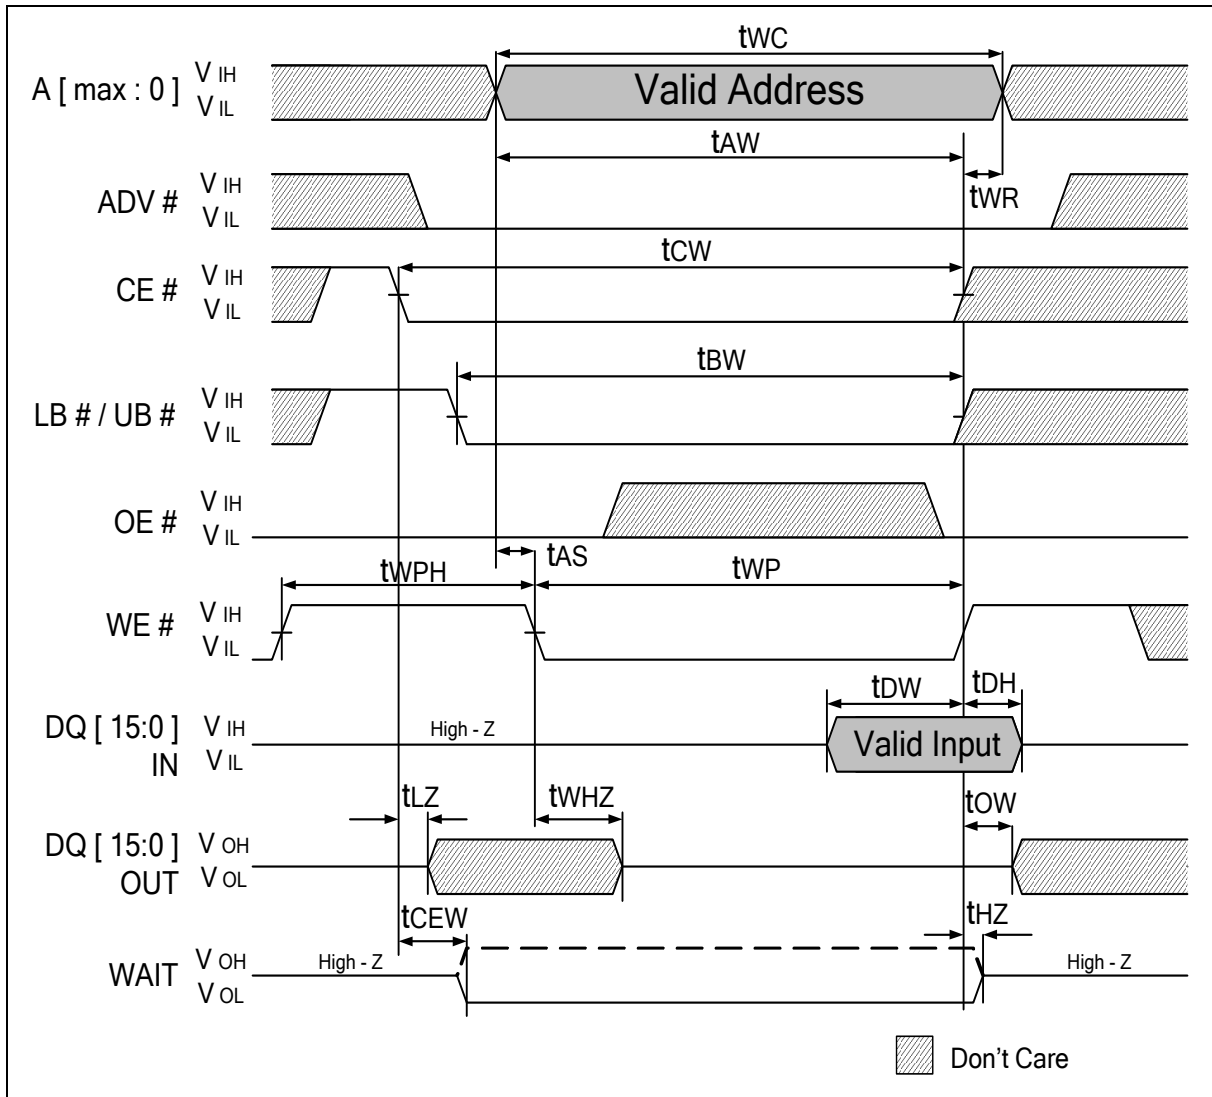 tWC
A [ max : 0 ] V IH
V IL
Valid Address
tAW
ADV # V IH
V IL
tWR
CE # V IH
V IL
tCW
LB # / UB # V IH
V IL
tBW
OE # V IH
V IL
tWPH tAS tWP
WE # V IH
V IL
tDW tDH
DQ [ 15:0 ]
IN
V IH
V IL
High - Z
Valid Input
tLZ tWHZ tOW
DQ [ 15:0 ]
OUT
V OH
V OL
tCEW tHZ
WAIT V OH
V OL
High - Z High - Z
Don't Care